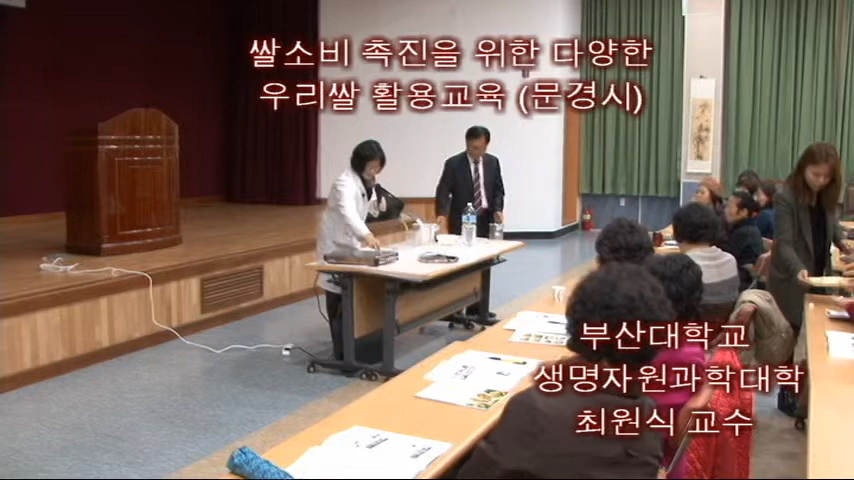 쌀소비 촉진을 위한 다양한
우리쌀 활용교육 (문경시)
부산대학교
생명자원과학대학
최원식 교수